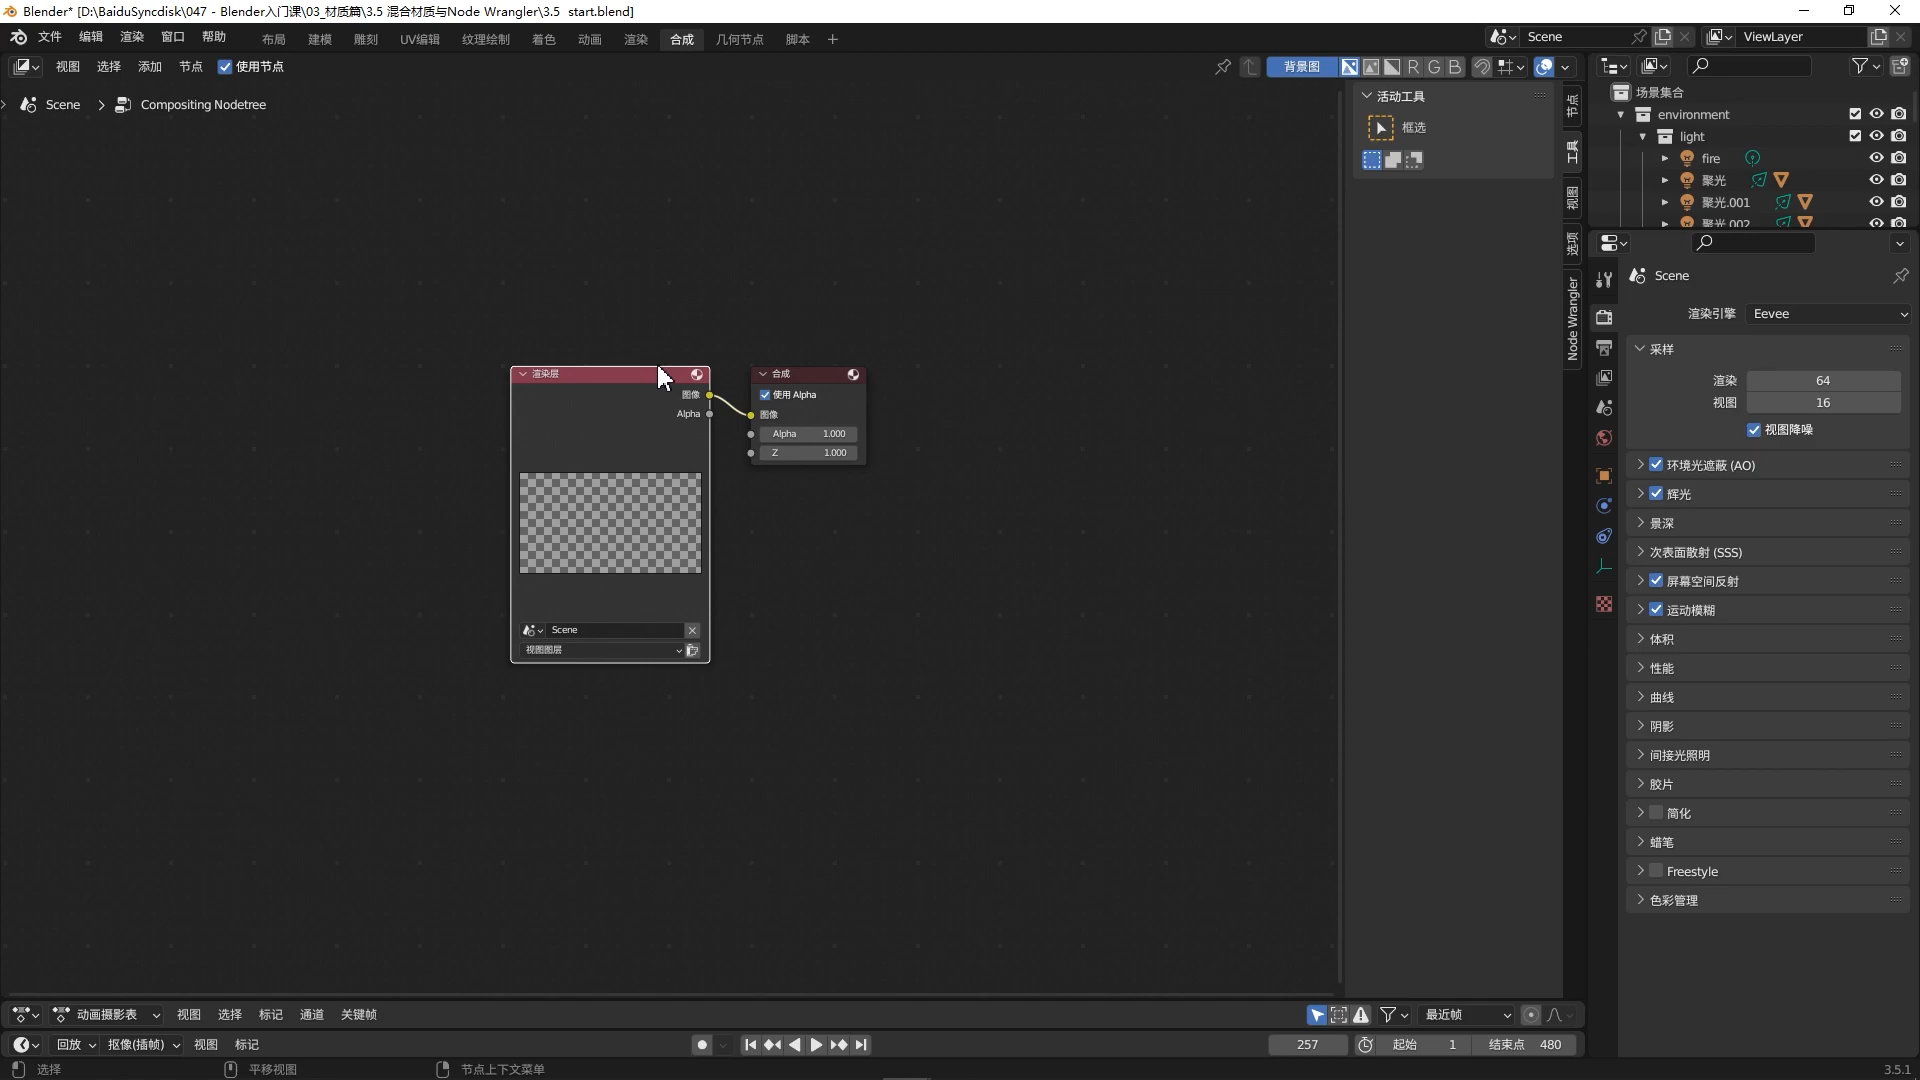 Blender* [D:\BaiduSyncdisk\047 - Blender入门课\03_材质篇\3.5 混合材质与Node Wrangler\3.5  start.blend]
文件 编辑 渲染 窗口 帮助 布局 建模 雕刻 UV编辑 纹理绘制 着色 动画 渲染 合成 几何节点 脚本 + Scene ViewLayer
视图 选择 添加 节点 使用节点 背景图 R G B
Scene > Compositing Nodetree
活动工具
框选
节点
工具
视图
选项
Node Wrangler
渲染层
图像
Alpha
Scene
视图图层
合成
使用 Alpha
图像
Alpha 1.000
Z 1.000
场景集合
environment
light
fire
聚光
聚光.001
聚光.002
Scene
渲染引擎 Eevee
采样
渲染 64
视图 16
视图降噪
环境光遮蔽 (AO)
辉光
景深
次表面散射 (SSS)
屏幕空间反射
运动模糊
体积
性能
曲线
阴影
间接光照明
胶片
简化
蜡笔
Freestyle
色彩管理
动画摄影表 视图 选择 标记 通道 关键帧 最近帧
回放 抠像(插帧) 视图 标记 257 起始 1 结束点 480
选择 平移视图 节点上下文菜单 3.5.1